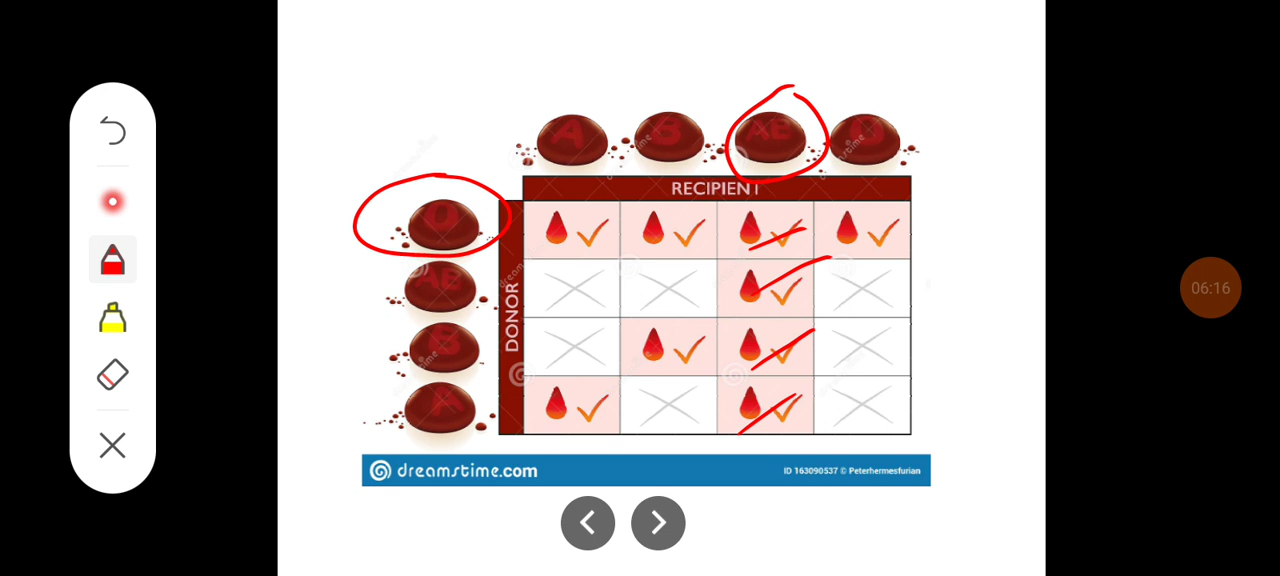 A B AB O
RECIPIENT
DONOR
O
AB
B
A
06:16
dreamstime.com
ID 163090537 © Peterhermesfurian